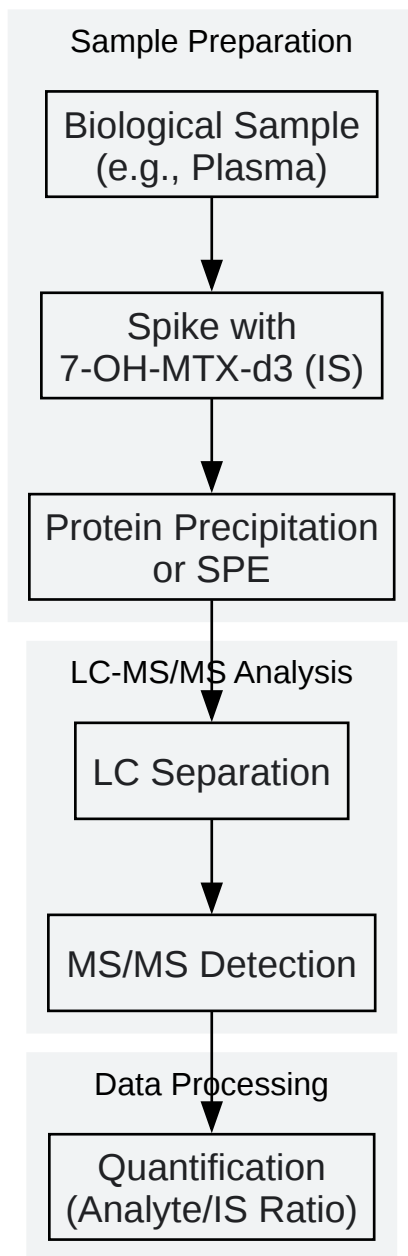 Sample Preparation
Biological Sample
(e.g., Plasma)
Spike with
7-OH-MTX-d3 (IS)
Protein Precipitation
or SPE
LC-MS/MS Analysis
LC Separation
MS/MS Detection
Data Processing
Quantification
(Analyte/IS Ratio)